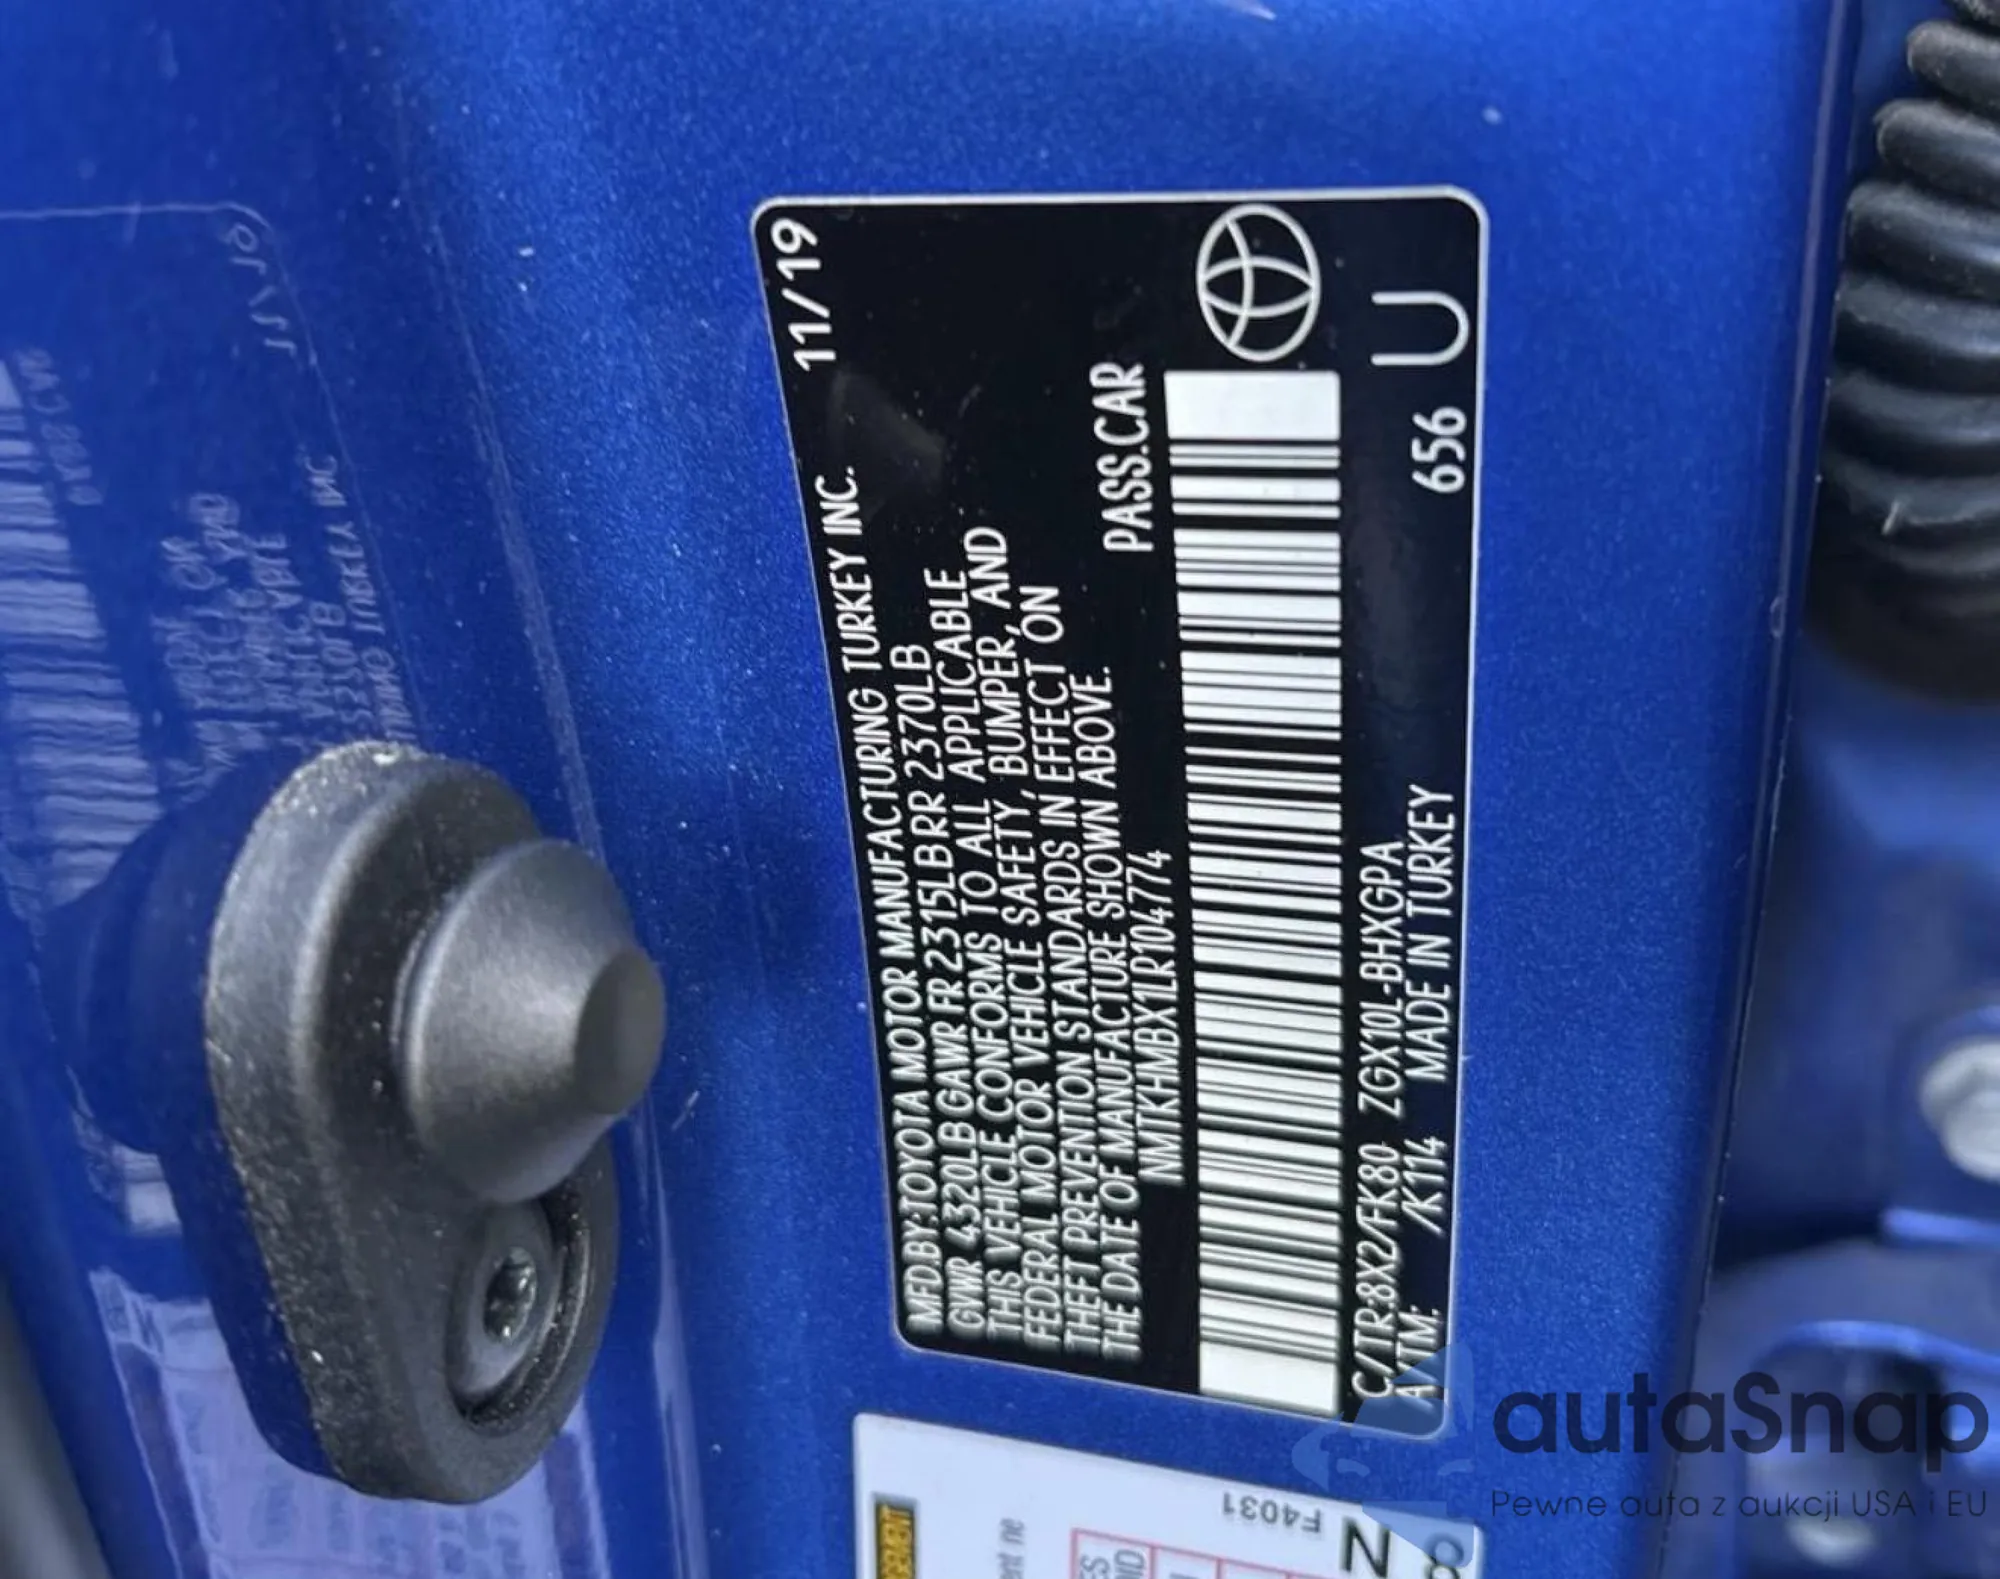 11/19
MFD.BY:TOYOTA MOTOR MANUFACTURING TURKEY INC.
GVWR 4320LB GAWR FR 2315LB RR 2370LB
THIS VEHICLE CONFORMS TO ALL APPLICABLE
FEDERAL MOTOR VEHICLE SAFETY, BUMPER, AND
THEFT PREVENTION STANDARDS IN EFFECT ON
THE DATE OF MANUFACTURE SHOWN ABOVE.
NMTKHMBX1LR104774 PASS.CAR
C/TR:8X2/FK80 ZGX10L-BHXGPA
A/TM: /K114 MADE IN TURKEY 656 U
F4031
N
autaSnap
Pewne auta z aukcji USA i EU